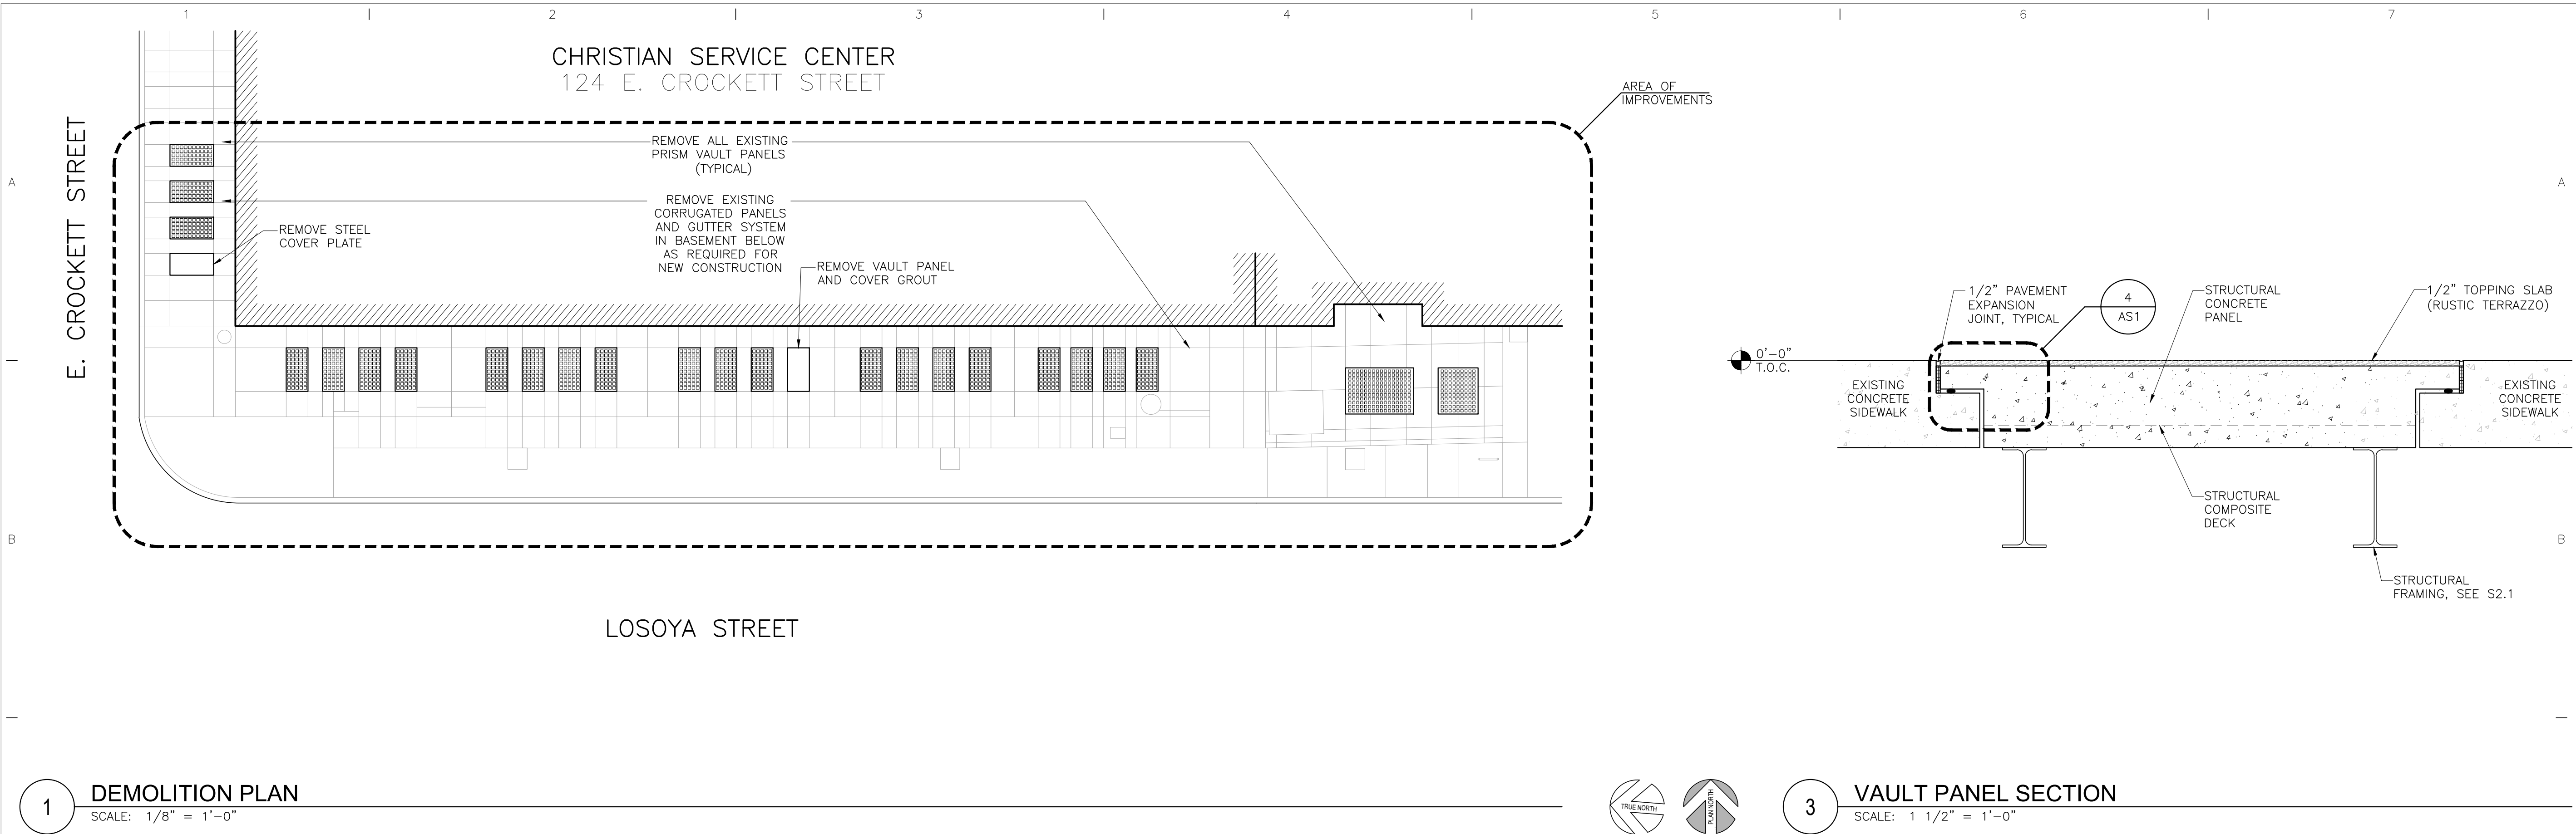 1 2 3 4 5 6 7
A A
B B
CHRISTIAN SERVICE CENTER
124 E. CROCKETT STREET
E. CROCKETT STREET
AREA OF
IMPROVEMENTS
REMOVE ALL EXISTING
PRISM VAULT PANELS
(TYPICAL)
REMOVE EXISTING
CORRUGATED PANELS
AND GUTTER SYSTEM
IN BASEMENT BELOW
AS REQUIRED FOR
NEW CONSTRUCTION
REMOVE STEEL
COVER PLATE
REMOVE VAULT PANEL
AND COVER GROUT
LOSOYA STREET
1
DEMOLITION PLAN
SCALE: 1/8" = 1'-0"
TRUE NORTH
PLAN NORTH
1/2" PAVEMENT
EXPANSION
JOINT, TYPICAL
4
AS1
STRUCTURAL
CONCRETE
PANEL
1/2" TOPPING SLAB
(RUSTIC TERRAZZO)
0'-0"
T.O.C.
EXISTING
CONCRETE
SIDEWALK
EXISTING
CONCRETE
SIDEWALK
STRUCTURAL
COMPOSITE
DECK
STRUCTURAL
FRAMING, SEE S2.1
3
VAULT PANEL SECTION
SCALE: 1 1/2" = 1'-0"